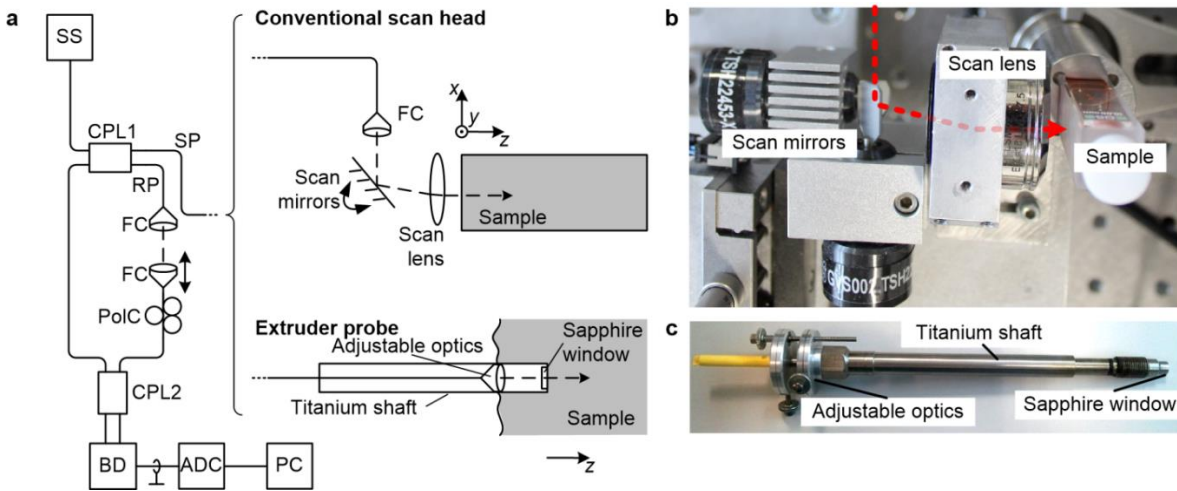 a
SS
CPL1
SP
RP
FC
FC
PolC
CPL2
BD
ADC
PC
Conventional scan head
FC
x
y
z
Scan
mirrors
Scan
lens
Sample
Extruder probe
Adjustable optics
Sapphire
window
Titanium shaft
Sample
z
b
Scan lens
Scan mirrors
Sample
GVS002
c
Titanium shaft
Adjustable optics
Sapphire window